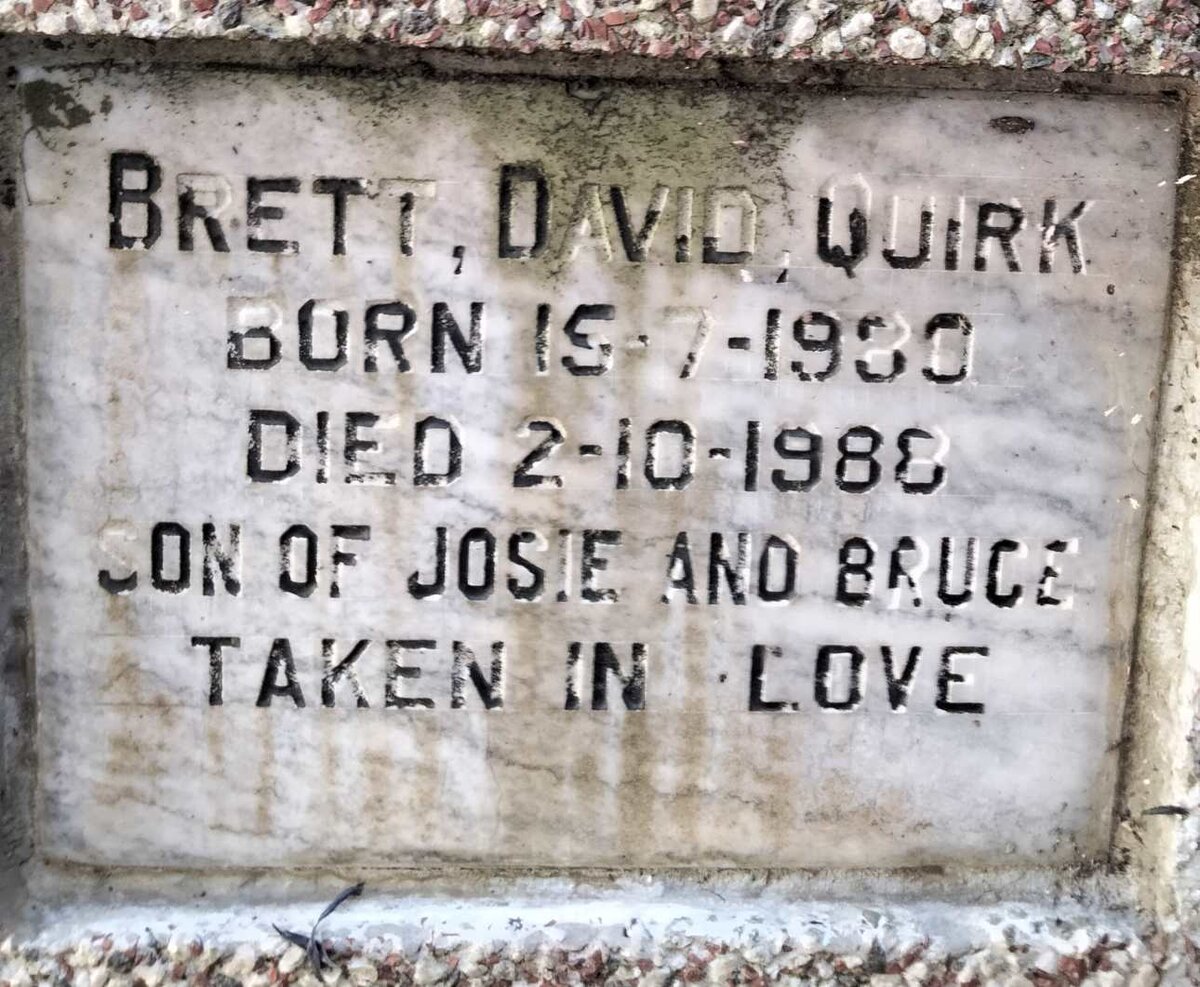 BRETT, DAVID, QUIRK
BORN 15-7-1980
DIED 2-10-1988
SON OF JOSIE AND BRUCE
TAKEN IN LOVE